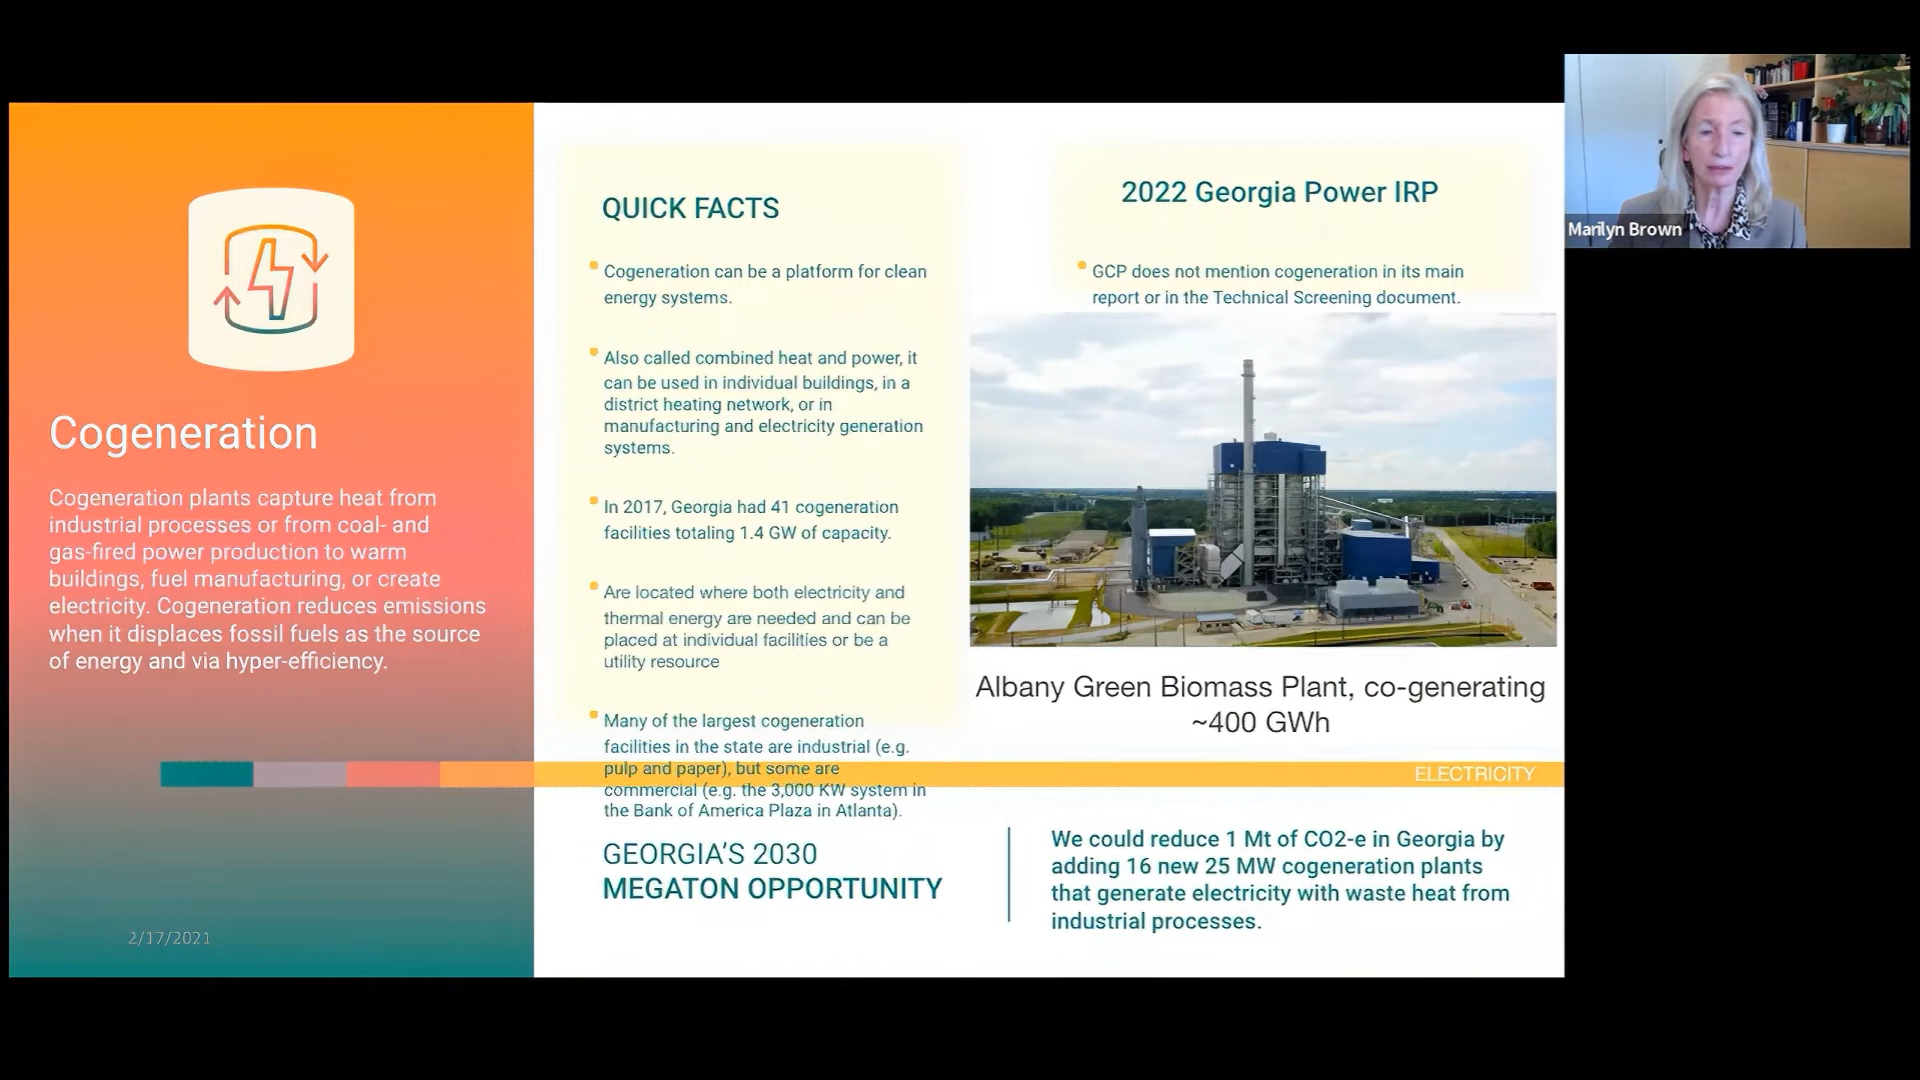 Cogeneration
Cogeneration plants capture heat from
industrial processes or from coal- and
gas-fired power production to warm
buildings, fuel manufacturing, or create
electricity. Cogeneration reduces emissions
when it displaces fossil fuels as the source
of energy and via hyper-efficiency.
2/17/2021
QUICK FACTS
Cogeneration can be a platform for clean
energy systems.
Also called combined heat and power, it
can be used in individual buildings, in a
district heating network, or in
manufacturing and electricity generation
systems.
In 2017, Georgia had 41 cogeneration
facilities totaling 1.4 GW of capacity.
Are located where both electricity and
thermal energy are needed and can be
placed at individual facilities or be a
utility resource
Many of the largest cogeneration
facilities in the state are industrial (e.g.
pulp and paper), but some are
commercial (e.g. the 3,000 KW system in
the Bank of America Plaza in Atlanta).
2022 Georgia Power IRP
GCP does not mention cogeneration in its main
report or in the Technical Screening document.
Albany Green Biomass Plant, co-generating
~400 GWh
ELECTRICITY
GEORGIA'S 2030
MEGATON OPPORTUNITY
We could reduce 1 Mt of CO2-e in Georgia by
adding 16 new 25 MW cogeneration plants
that generate electricity with waste heat from
industrial processes.
Marilyn Brown